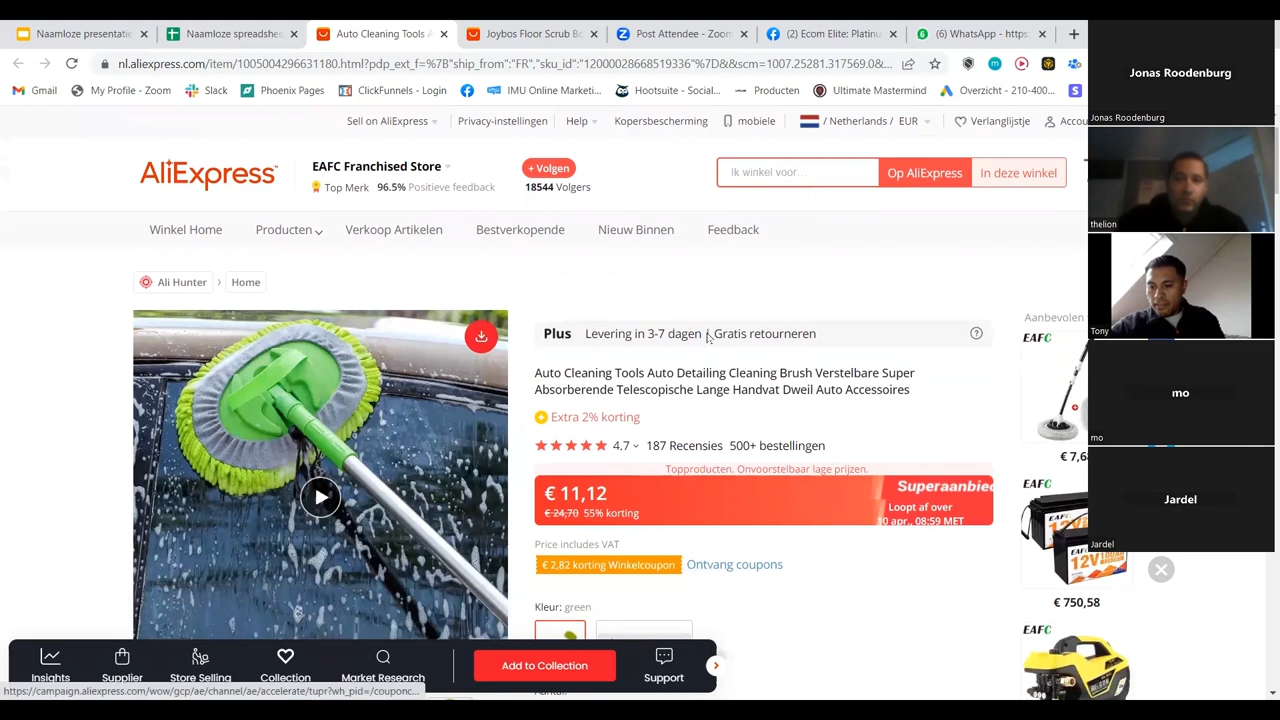 Naamloze presentatie
Naamloze spreadshee
Auto Cleaning Tools A
Joybos Floor Scrub Bo
Post Attendee - Zoom
(2) Ecom Elite: Platinu
(6) WhatsApp - https:
nl.aliexpress.com/item/1005004296631180.html?pdp_ext_f=%7B"ship_from":"FR","sku_id":"12000028668519336"%7D&&scm=1007.25281.317569.0&...
Gmail
My Profile - Zoom
Slack
Phoenix Pages
ClickFunnels - Login
IMU Online Marketi...
Hootsuite - Social...
Producten
Ultimate Mastermind
Overzicht - 210-400...
Sell on AliExpress
Privacy-instellingen
Help
Kopersbescherming
mobiele
/ Netherlands / EUR
Verlanglijstje
Accou
AliExpress™
EAFC Franchised Store
Top Merk 96.5% Positieve feedback
+ Volgen
18544 Volgers
Ik winkel voor...
Op AliExpress
In deze winkel
Winkel Home
Producten
Verkoop Artikelen
Bestverkopende
Nieuw Binnen
Feedback
Ali Hunter
Home
Plus Levering in 3-7 dagen / Gratis retourneren
Auto Cleaning Tools Auto Detailing Cleaning Brush Verstelbare Super
Absorberende Telescopische Lange Handvat Dweil Auto Accessoires
Extra 2% korting
4.7 187 Recensies 500+ bestellingen
Topproducten. Onvoorstelbaar lage prijzen.
€ 11,12
€ 24,70 55% korting
Superaanbied
Loopt af over
10 apr., 08:59 MET
Price includes VAT
€ 2,82 korting Winkelcoupon
Ontvang coupons
Kleur: green
Insights
Supplier
Store Selling
Collection
Market Research
Add to Collection
Support
https://campaign.aliexpress.com/wow/gcp/ae/channel/ae/accelerate/tupr?wh_pid=/couponc...
Aanbevolen
EAFC
€ 7,68
EAFC
EAFC
12V
€ 750,58
EAFC
Jonas Roodenburg
Jonas Roodenburg
thelion
Tony
mo
mo
Jardel
Jardel